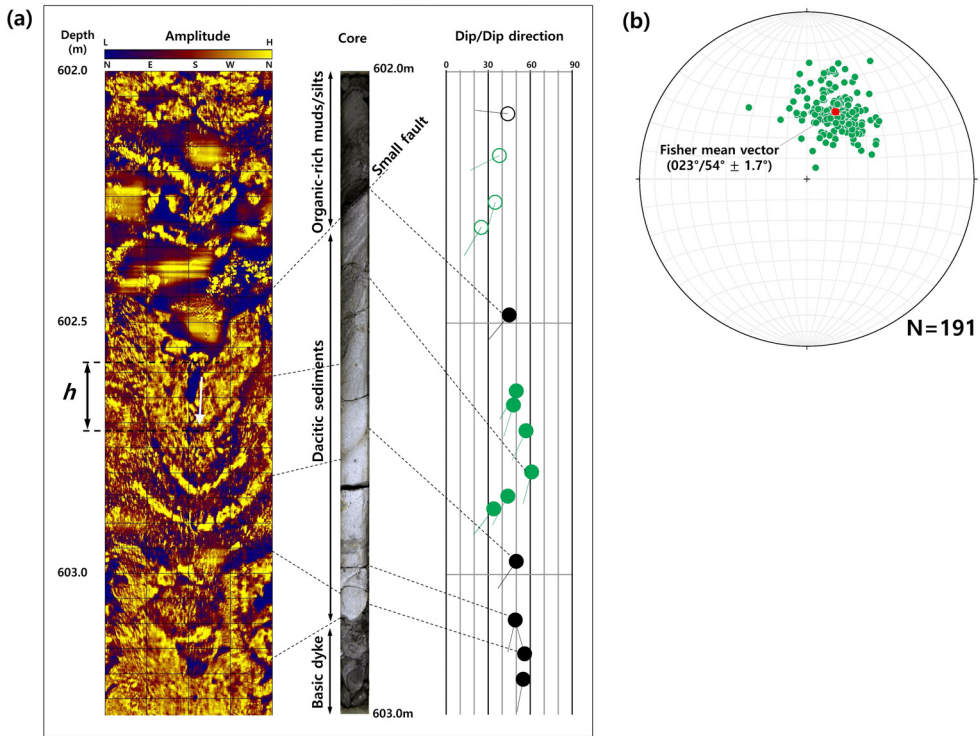 (a)
Depth
(m)
Amplitude
L
H
N
E
S
W
N
Core
Dip/Dip direction
0
30
60
90
602.0
602.0m
Organic-rich muds/silts
Small fault
602.5
h
Dacitic sediments
603.0
Basic dyke
603.0m
(b)
Fisher mean vector
(023°/54° ± 1.7°)
N=191